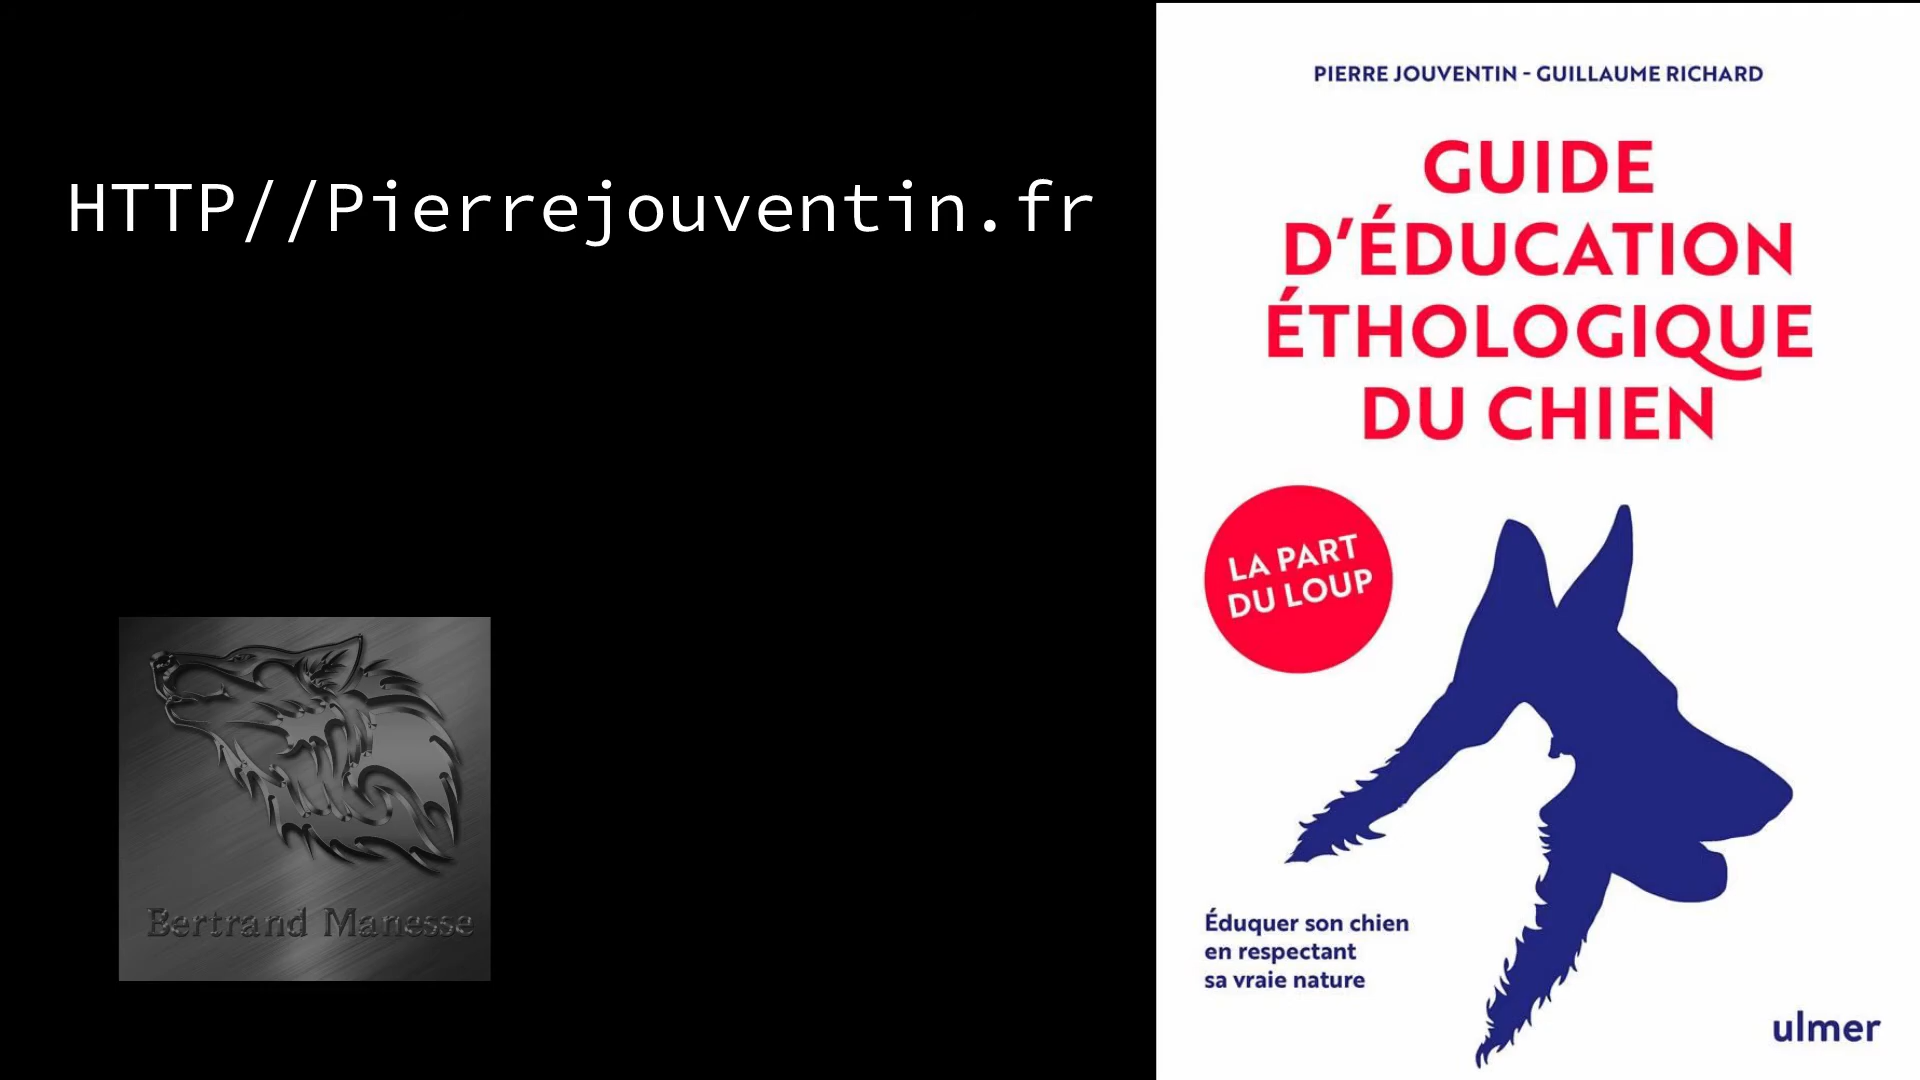 HTTP//Pierrejouventin.fr
Bertrand Manesse
PIERRE JOUVENTIN - GUILLAUME RICHARD
GUIDE
D’ÉDUCATION
ÉTHOLOGIQUE
DU CHIEN
LA PART
DU LOUP
Éduquer son chien
en respectant
sa vraie nature
ulmer